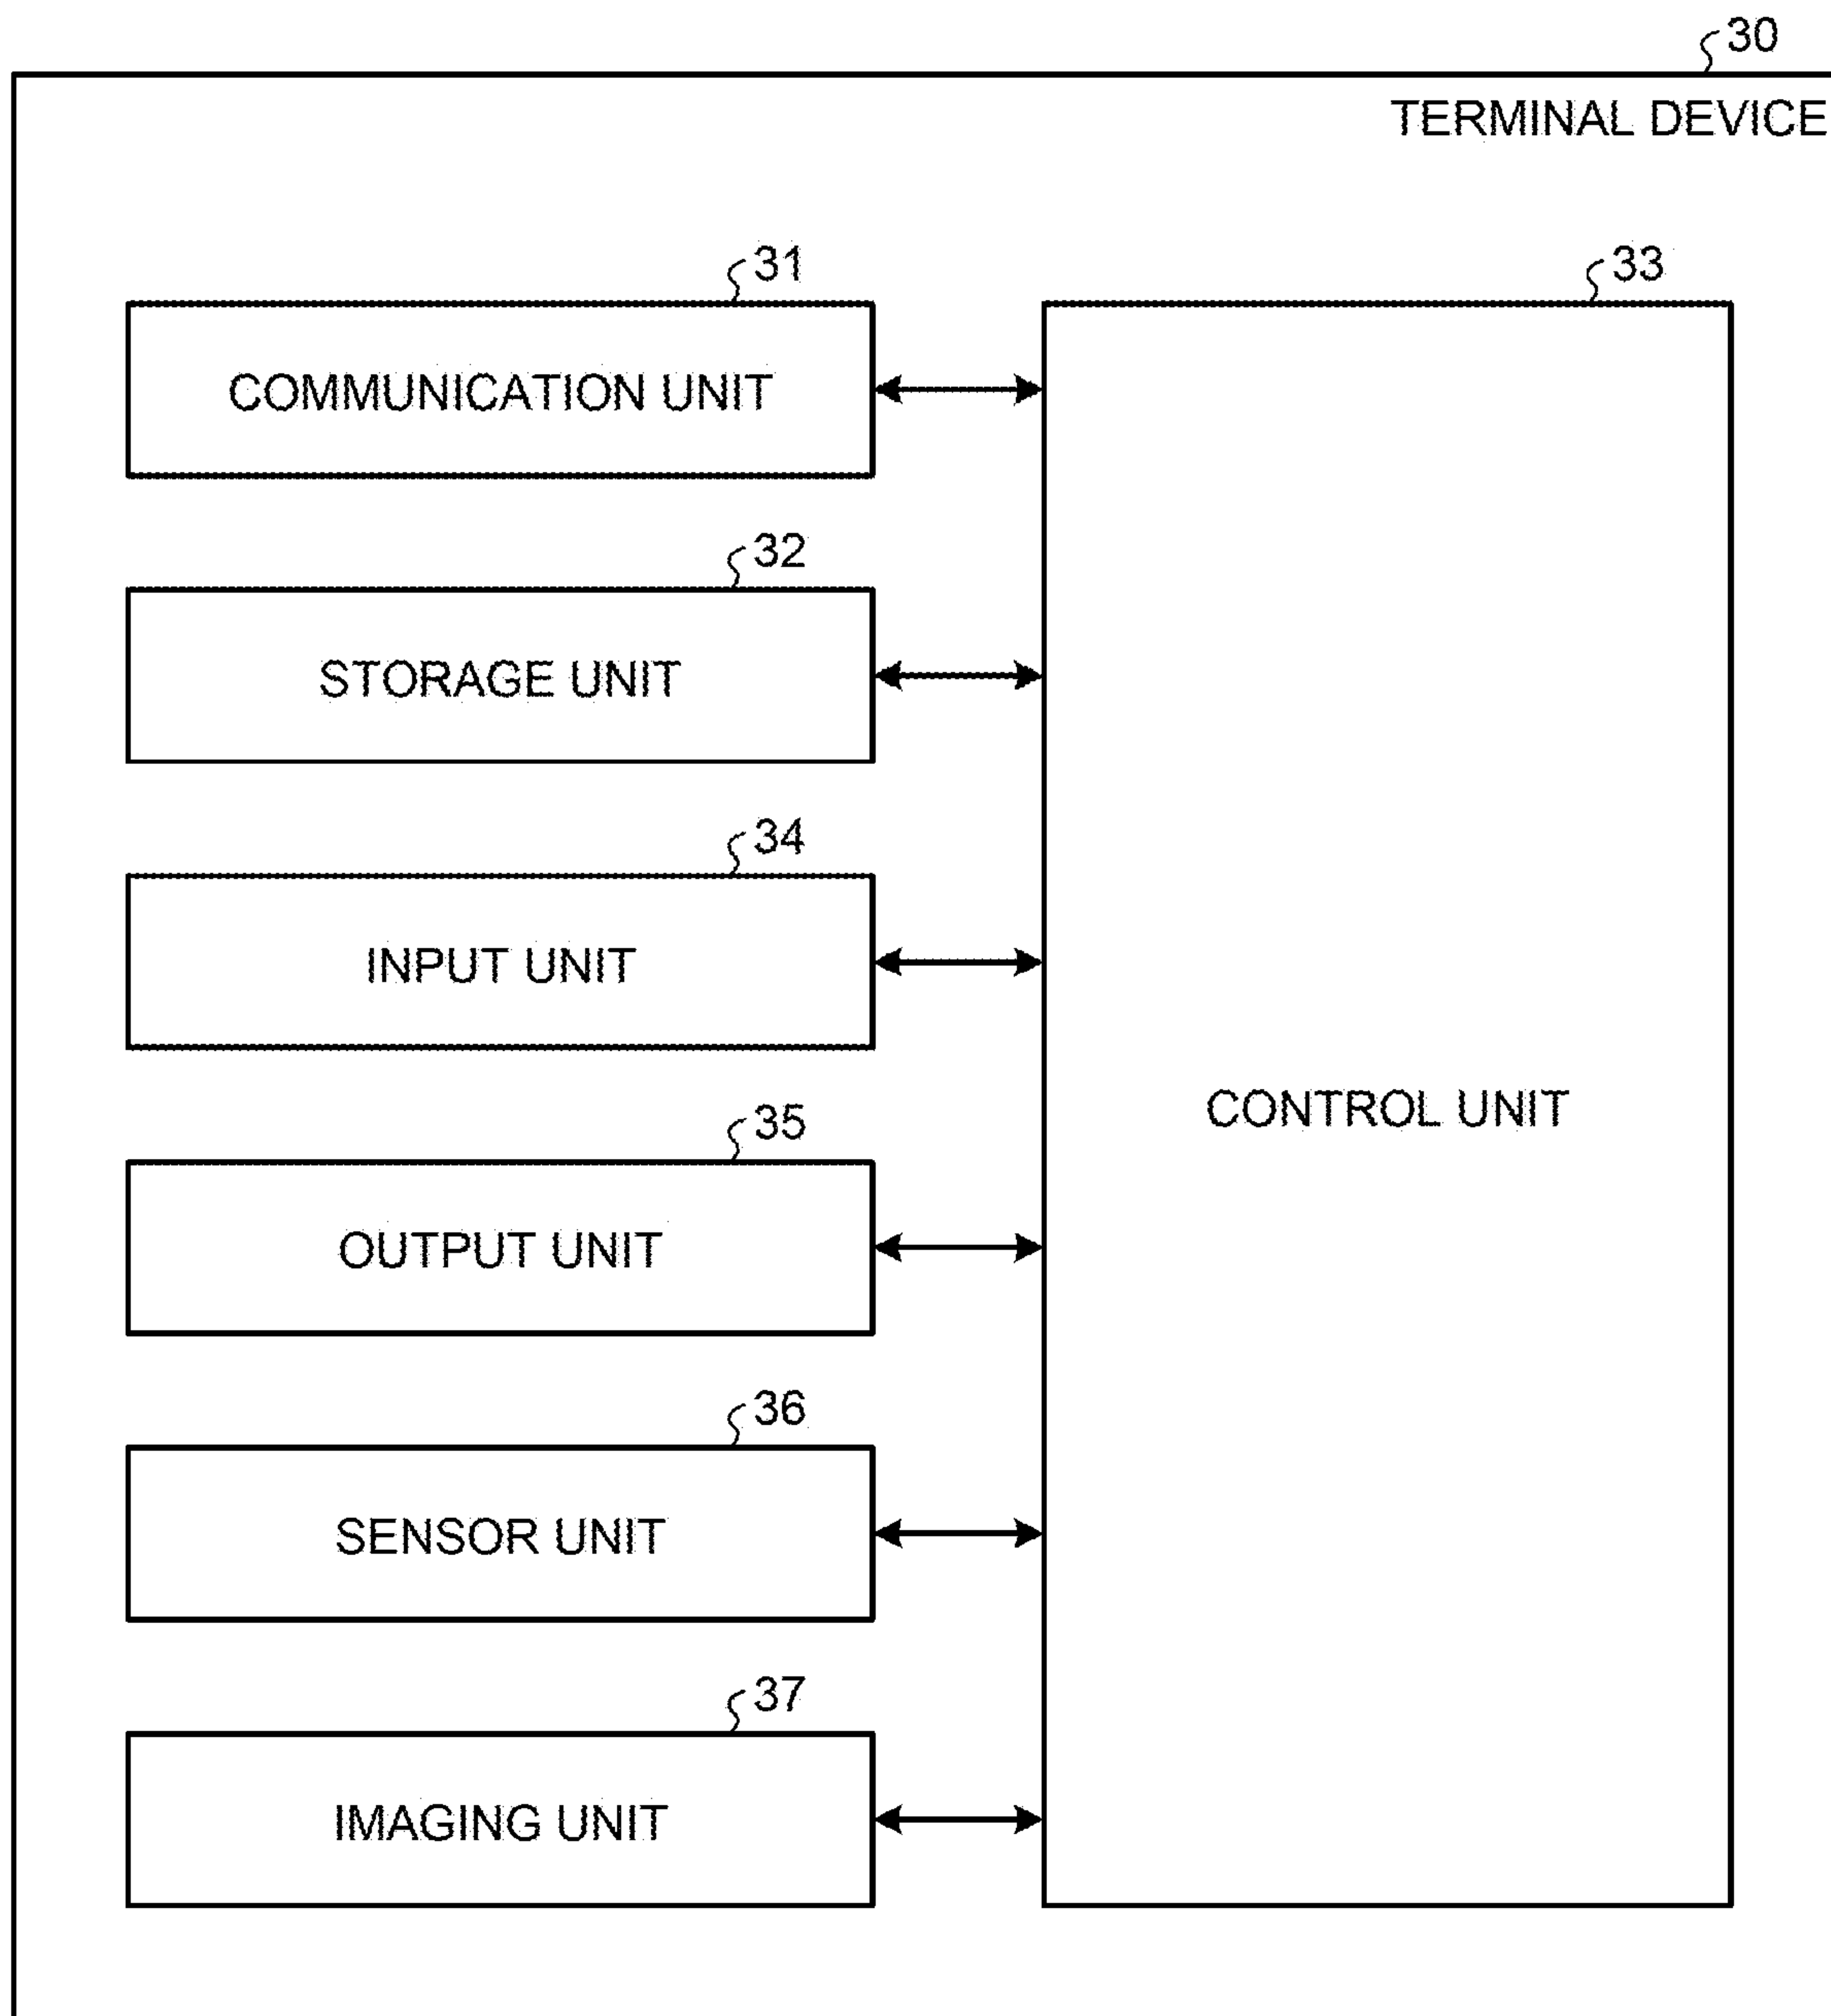 30
TERMINAL DEVICE
31
COMMUNICATION UNIT
32
STORAGE UNIT
34
INPUT UNIT
35
OUTPUT UNIT
36
SENSOR UNIT
37
IMAGING UNIT
33
CONTROL UNIT